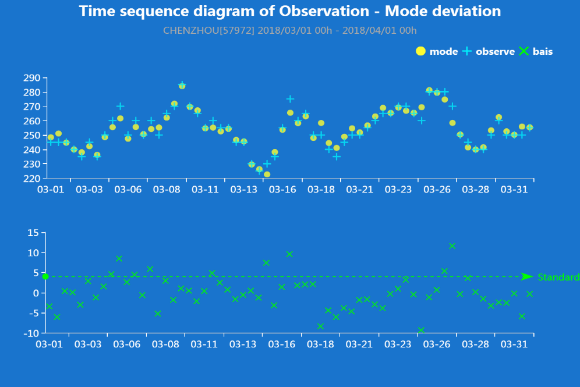 Time sequence diagram of Observation - Mode deviation
CHENZHOU[57972] 2018/03/01 00h - 2018/04/01 00h
mode observe bais
290
280
270
260
250
240
230
220
03-01 03-03 03-06 03-08 03-11 03-13 03-16 03-18 03-21 03-23 03-26 03-28 03-31
15
10
5
0
-5
-10
Standard
03-01 03-03 03-06 03-08 03-11 03-13 03-16 03-18 03-21 03-23 03-26 03-28 03-31